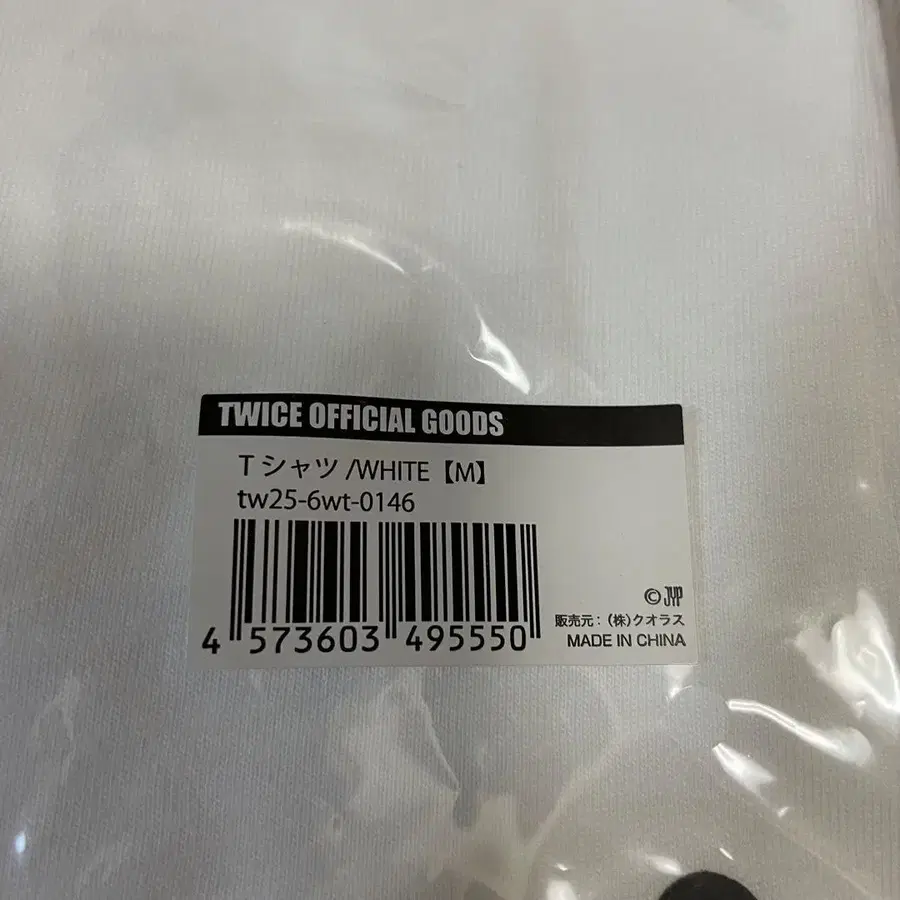 TWICE OFFICIAL GOODS
Tシャツ/WHITE【M】
tw25-6wt-0146
4 573603 495550
© JYP
販売元:(株)クオラス
MADE IN CHINA